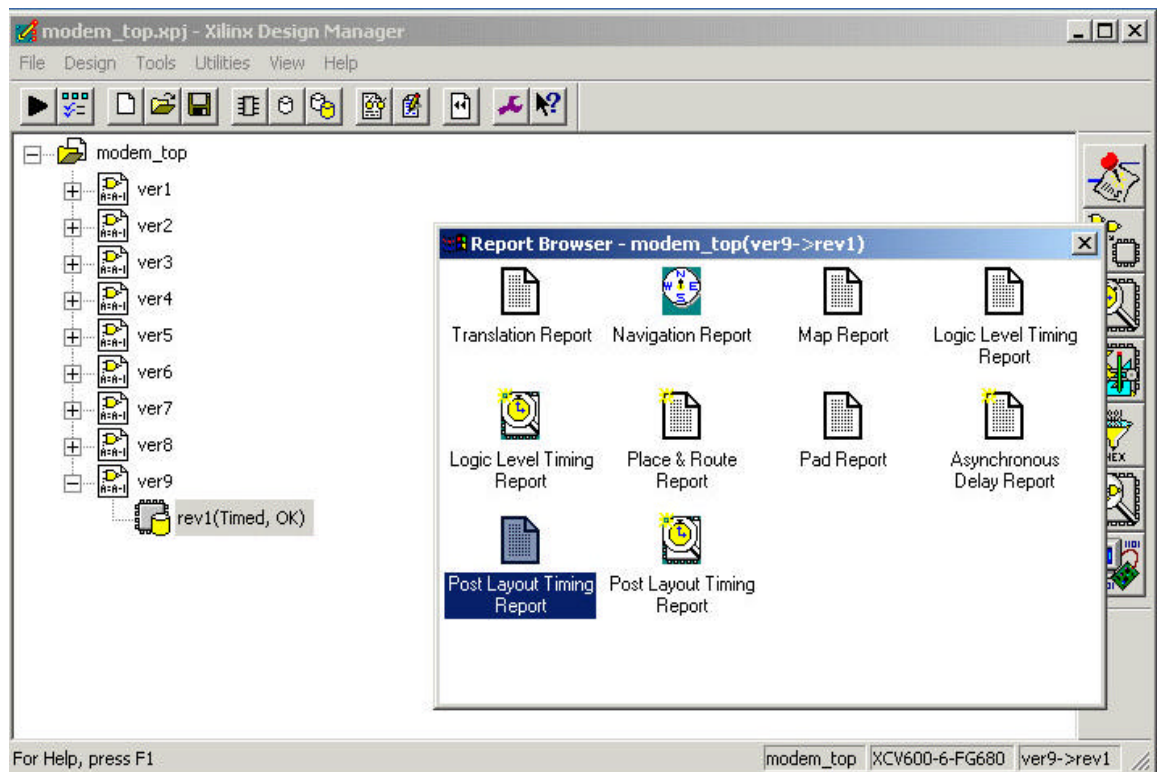 modem_top.xpj - Xilinx Design Manager
File Design Tools Utilities View Help
modem_top
ver1
ver2
ver3
ver4
ver5
ver6
ver7
ver8
ver9
rev1(Timed, OK)
Report Browser - modem_top(ver9->rev1)
Translation Report
Navigation Report
Map Report
Logic Level Timing
Report
Logic Level Timing
Report
Place & Route
Report
Pad Report
Asynchronous
Delay Report
Post Layout Timing
Report
Post Layout Timing
Report
For Help, press F1
modem_top XCV600-6-FG680 ver9->rev1